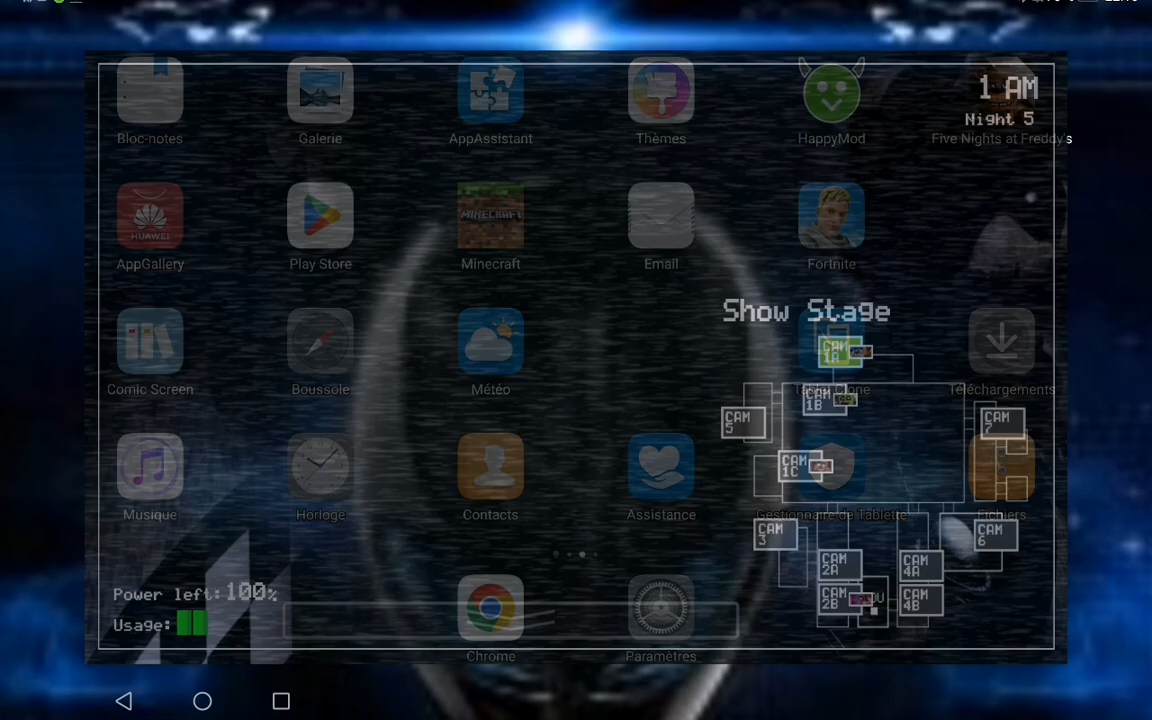 1 AM
Night 5
Bloc-notes
Galerie
AppAssistant
Thèmes
HappyMod
Five Nights at Freddy's
MINECRAFT
HUAWEI
AppGallery
Play Store
Minecraft
Email
Fortnite
Show Stage
CAM
1A
Comic Screen
Boussole
Météo
Téléchargements
CAM
1B
CAM
5
CAM
7
CAM
1C
Musique
Horloge
Contacts
Assistance
Gestionnaire de Tablette
Fichiers
CAM
3
CAM
6
CAM
2A
CAM
4A
Power left: 100%
CAM
2B
CAM
4B
Usage:
Chrome
Paramètres